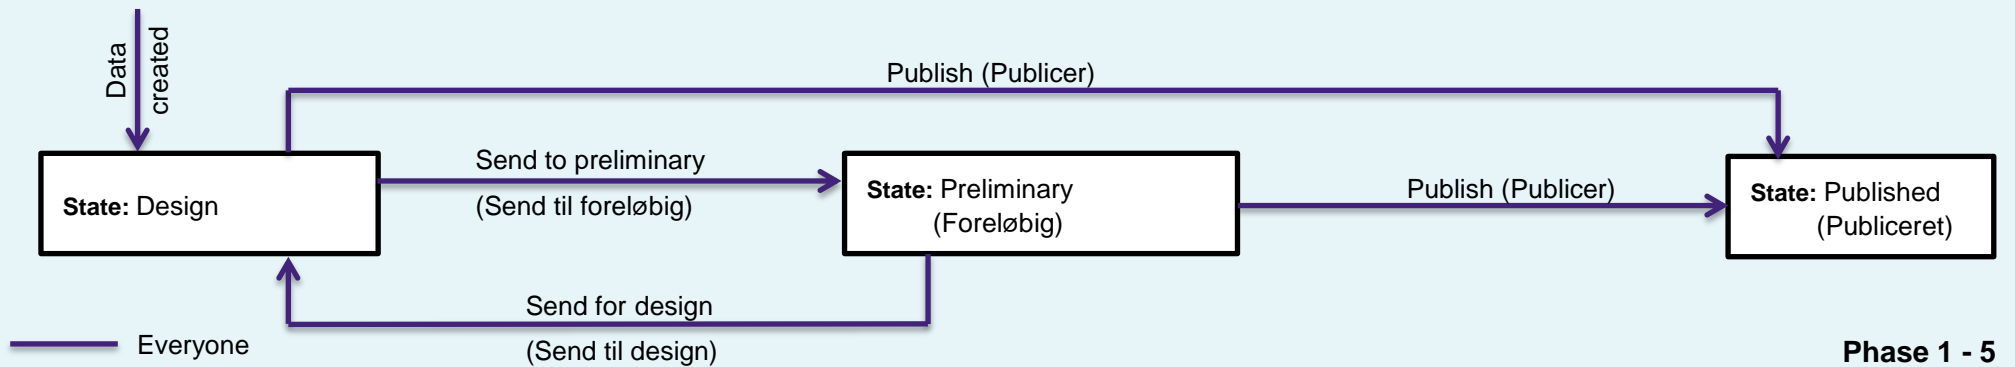 Data
created
Publish (Publicer)
State: Design
Send to preliminary
(Send til foreløbig)
State: Preliminary
(Foreløbig)
Publish (Publicer)
State: Published
(Publiceret)
Send for design
(Send til design)
Everyone
Phase 1 - 5